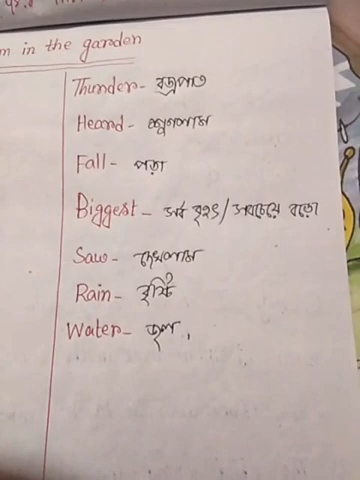 m in the garden
Thunder- বজ্রপাত
Heard- শুনলাম
Fall- পড়া
Biggest- সর্ব বৃহৎ/সবচেয়ে বড়ো
Saw- দেখলাম
Rain- বৃষ্টি
Water- জল.